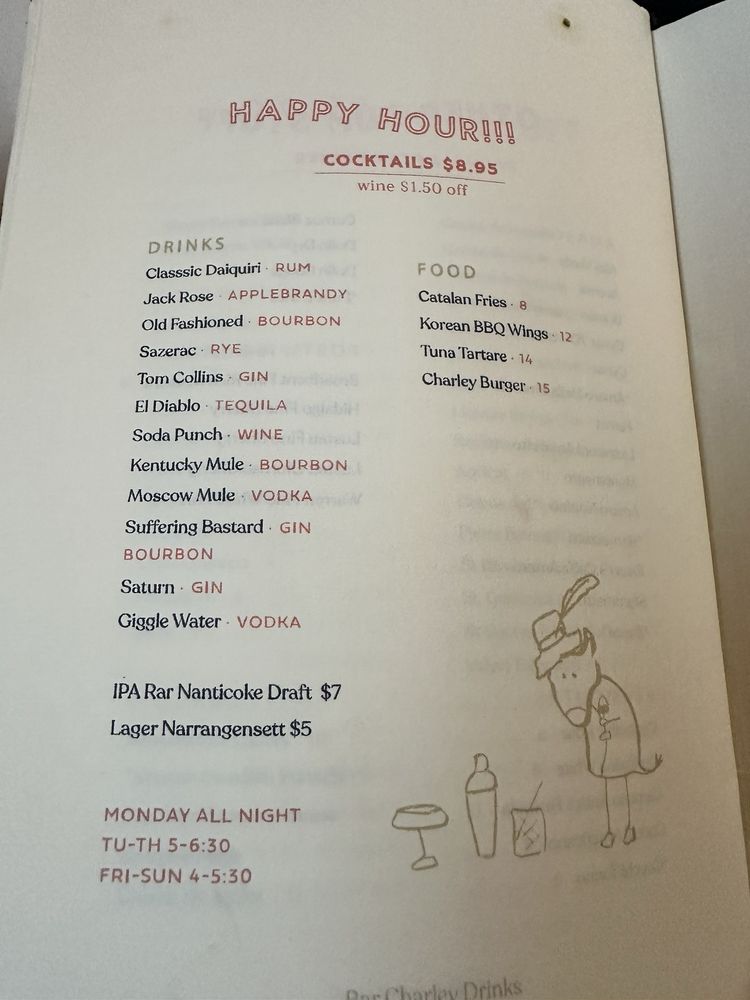 HAPPY HOUR!!!
COCKTAILS $8.95
wine $1.50 off
DRINKS
Classsic Daiquiri · RUM
Jack Rose · APPLEBRANDY
Old Fashioned · BOURBON
Sazerac · RYE
Tom Collins · GIN
El Diablo · TEQUILA
Soda Punch · WINE
Kentucky Mule · BOURBON
Moscow Mule · VODKA
Suffering Bastard · GIN
BOURBON
Saturn · GIN
Giggle Water · VODKA
IPA Rar Nanticoke Draft $7
Lager Narrangensett $5
MONDAY ALL NIGHT
TU-TH 5-6:30
FRI-SUN 4-5:30
FOOD
Catalan Fries · 8
Korean BBQ Wings · 12
Tuna Tartare · 14
Charley Burger · 15
Bar Charley Drinks